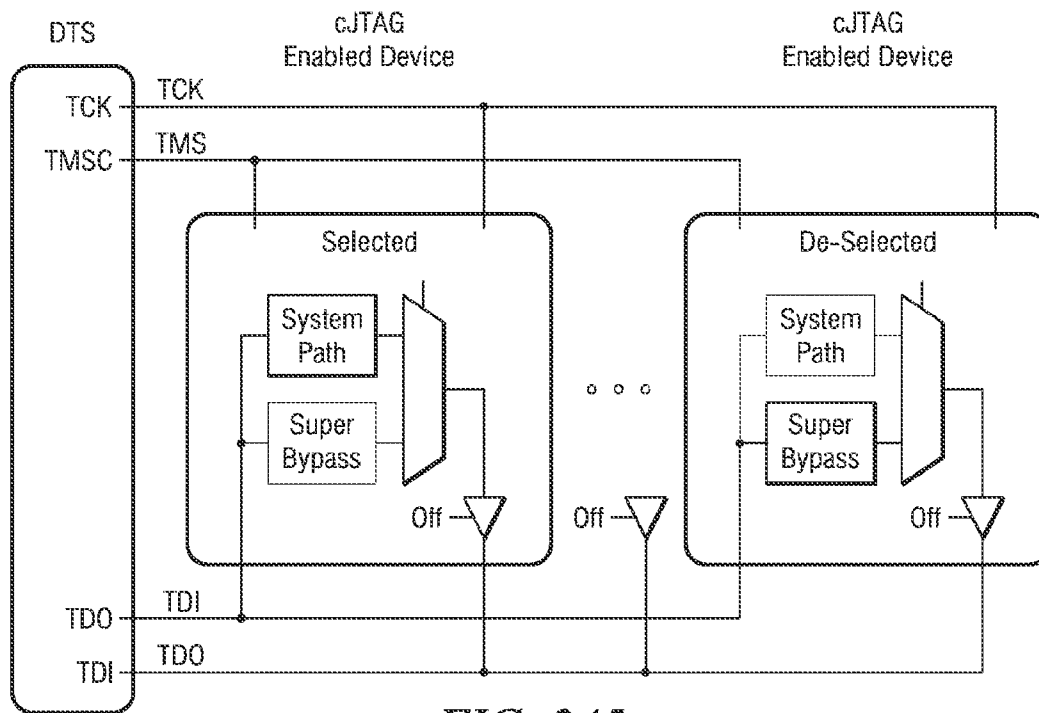 DTS
cJTAG
Enabled Device
cJTAG
Enabled Device
TCK
TCK
TMSC
TMS
Selected
De-Selected
System
Path
System
Path
Super
Bypass
Super
Bypass
Off
Off
Off
TDO
TDI
TDI
TDO